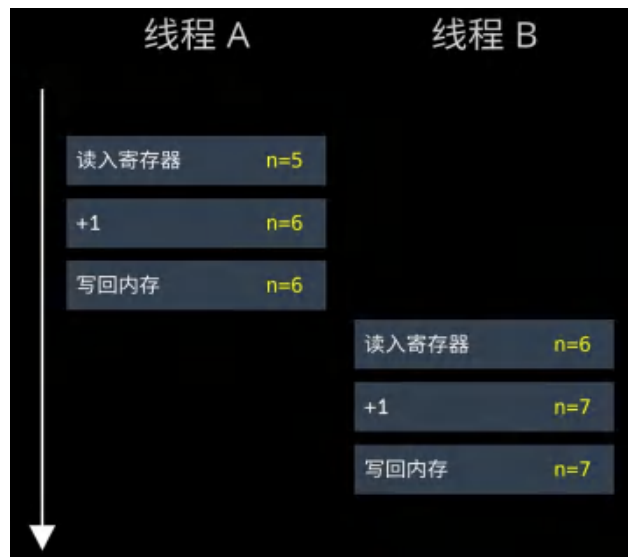 线程 A 线程 B
读入寄存器 n=5
+1 n=6
写回内存 n=6
读入寄存器 n=6
+1 n=7
写回内存 n=7